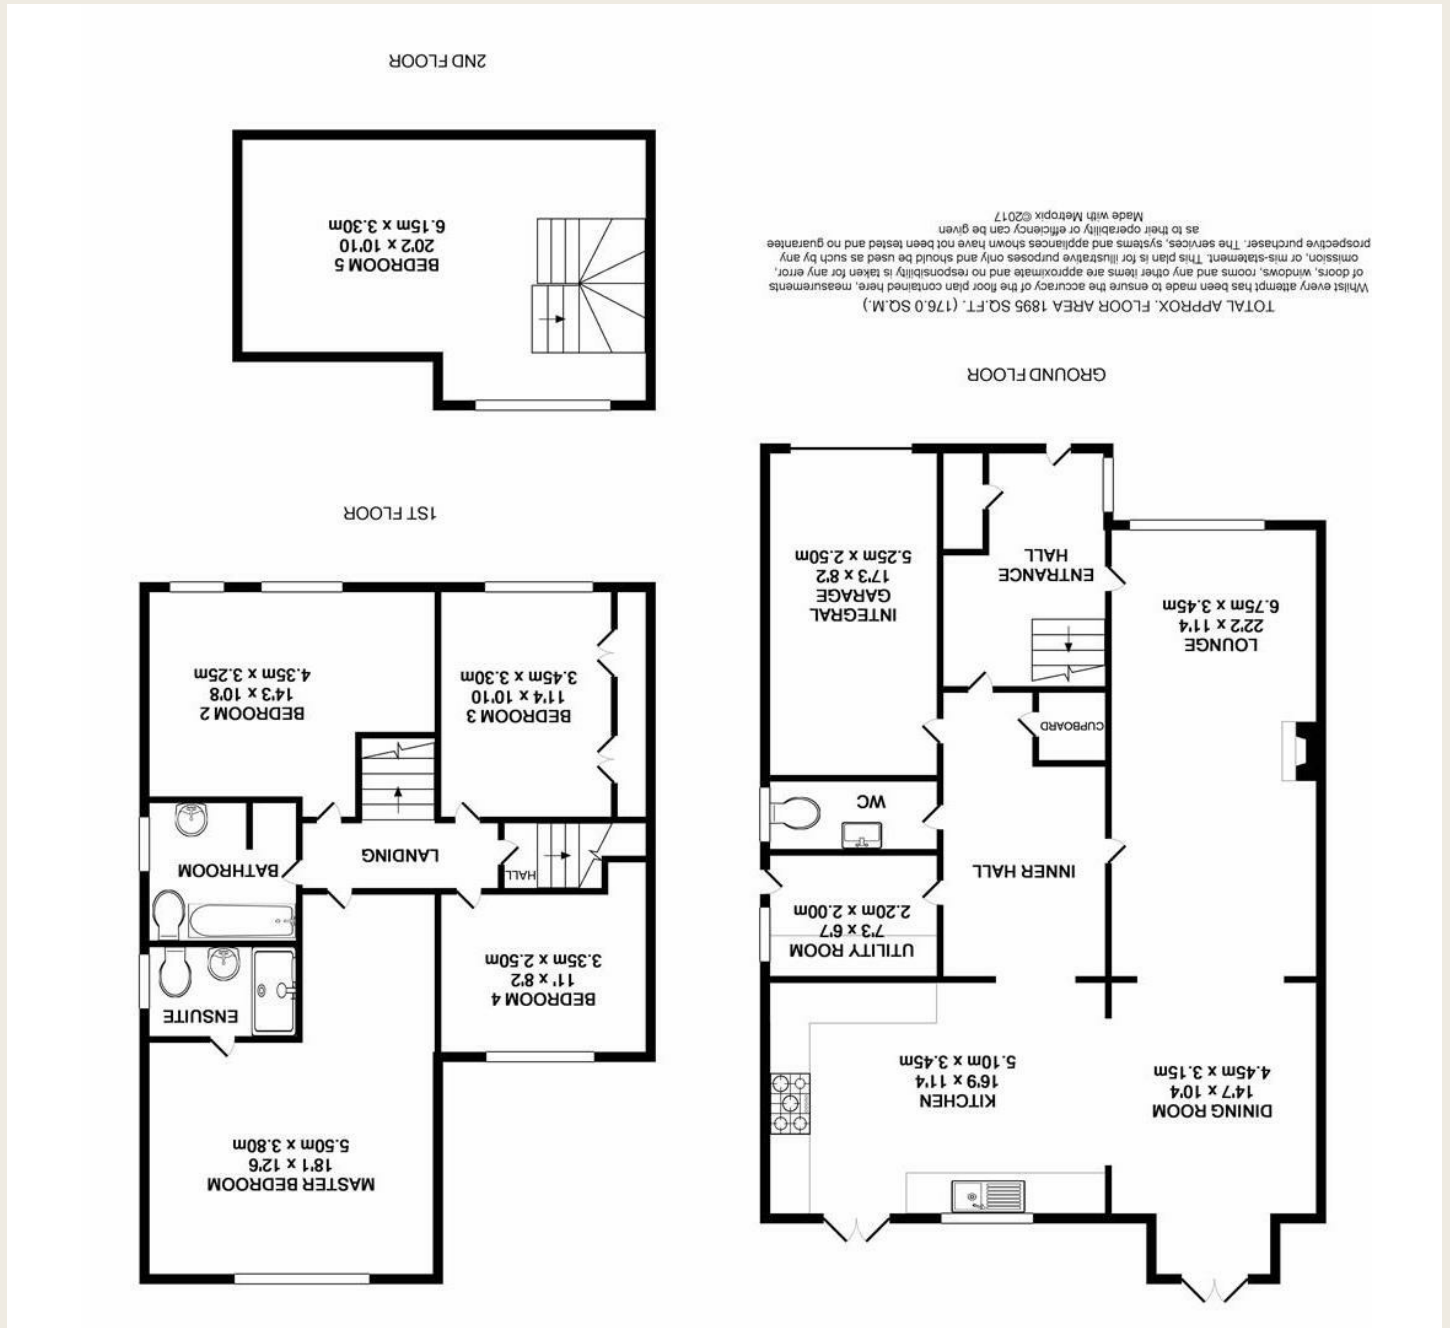 DINING ROOM
14'7 x 10'4
4.45m x 3.15m
KITCHEN
16'9 x 11'4
5.10m x 3.45m
UTILITY ROOM
7'3 x 6'7
2.20m x 2.00m
INNER HALL
WC
CUPBOARD
LOUNGE
22'2 x 11'4
6.75m x 3.45m
INTEGRAL
GARAGE
17'3 x 8'2
5.25m x 2.50m
ENTRANCE
HALL
GROUND FLOOR
TOTAL APPROX. FLOOR AREA 1895 SQ.FT. (176.0 SQ.M.)
Whilst every attempt has been made to ensure the accuracy of the floor plan contained here, measurements
of doors, windows, rooms and any other items are approximate and no responsibility is taken for any error,
omission, or mis-statement. This plan is for illustrative purposes only and should be used as such by any
prospective purchaser. The services, systems and appliances shown have not been tested and no guarantee
as to their operability or efficiency can be given
Made with Metropix ©2017
MASTER BEDROOM
18'1 x 12'6
5.50m x 3.80m
ENSUITE
BEDROOM 4
11' x 8'2
3.35m x 2.50m
HALL
BATHROOM
LANDING
BEDROOM 3
11'4 x 10'10
3.45m x 3.30m
BEDROOM 2
14'3 x 10'8
4.35m x 3.25m
1ST FLOOR
BEDROOM 5
20'2 x 10'10
6.15m x 3.30m
2ND FLOOR